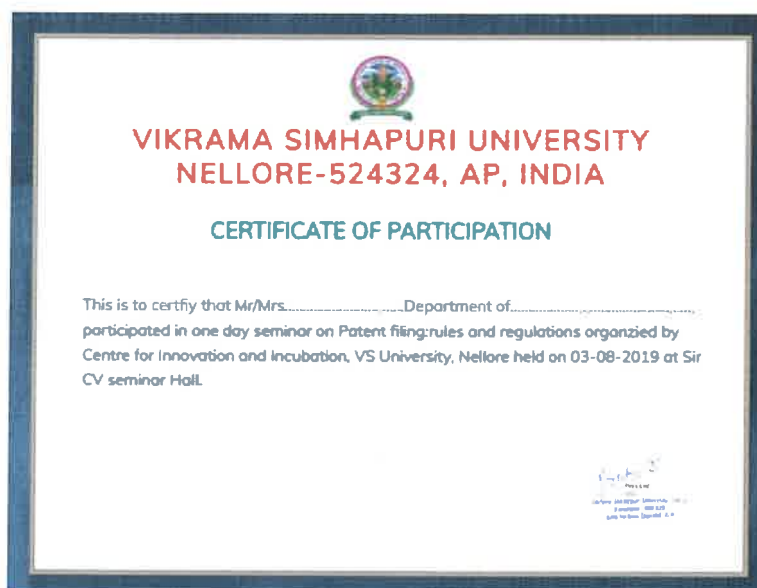 VIKRAMA SIMHAPURI UNIVERSITY
NELLORE-524324, AP, INDIA
CERTIFICATE OF PARTICIPATION
This is to certfiy that Mr/Mrs..............................Department of..............................................
participated in one day seminar on Patent filing:rules and regulations organzied by
Centre for Innovation and Incubation, VS University, Nellore held on 03-08-2019 at Sir
CV seminar Hall.